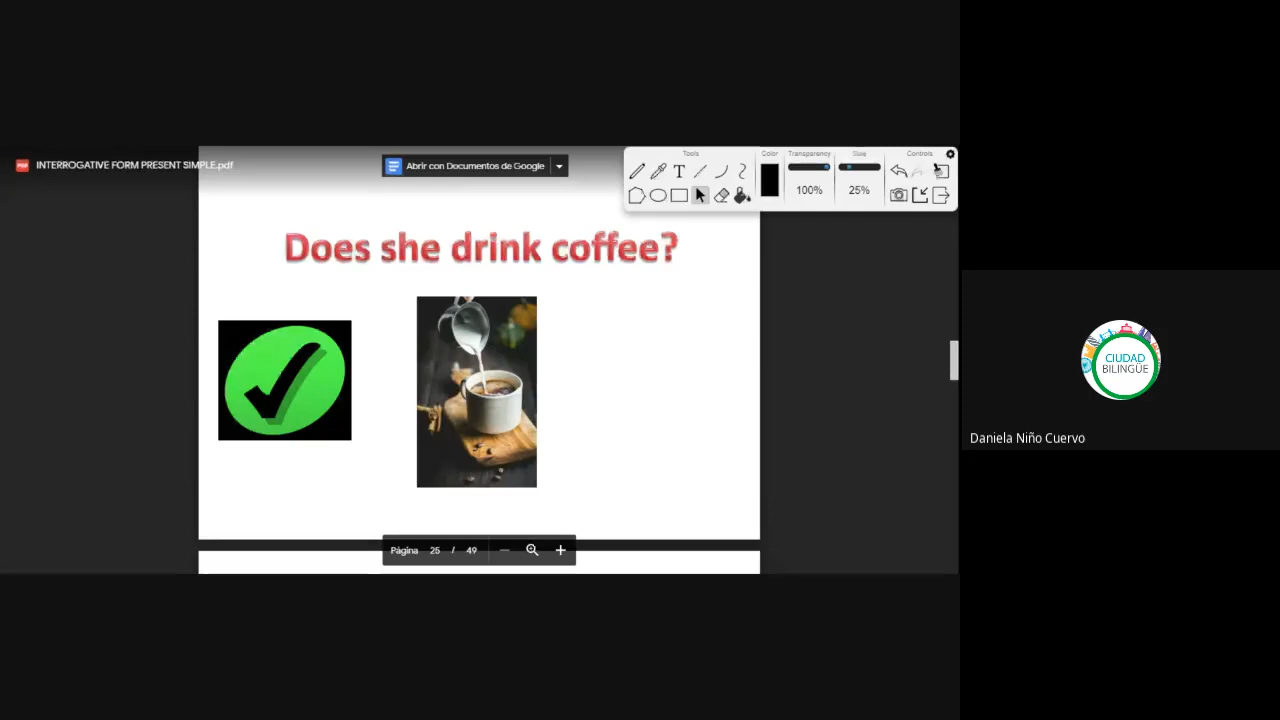 INTERROGATIVE FORM PRESENT SIMPLE.pdf
Abrir con Documentos de Google
Tools
Color
Transparency
Size
Controls
T
100%
25%
Does she drink coffee?
CIUDAD
BILINGÜE
Daniela Niño Cuervo
Página 25 / 49